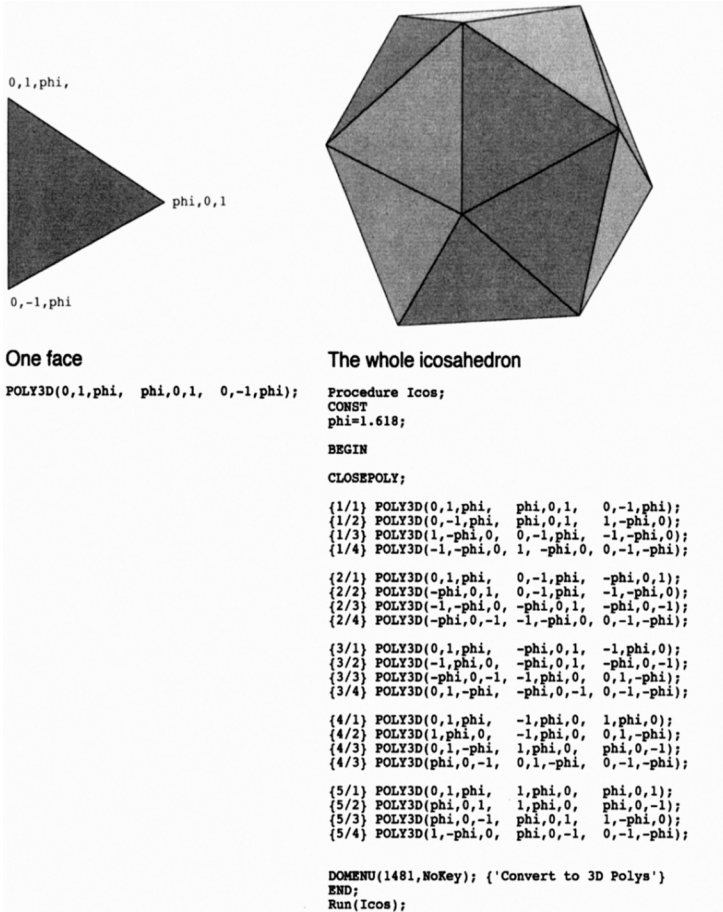 0,1,phi,
phi,0,1
0,-1,phi
One face
POLY3D(0,1,phi, phi,0,1, 0,-1,phi);
The whole icosahedron
Procedure Icos;
CONST
phi=1.618;
BEGIN
CLOSEPOLY;
{1/1} POLY3D(0,1,phi, phi,0,1, 0,-1,phi);
{1/2} POLY3D(0,-1,phi, phi,0,1, 1,-phi,0);
{1/3} POLY3D(1,-phi,0, 0,-1,phi, -1,-phi,0);
{1/4} POLY3D(-1,-phi,0, 1, -phi,0, 0,-1,-phi);
{2/1} POLY3D(0,1,phi, 0,-1,phi, -phi,0,1);
{2/2} POLY3D(-phi,0,1, 0,-1,phi, -1,-phi,0);
{2/3} POLY3D(-1,-phi,0, -phi,0,1, -phi,0,-1);
{2/4} POLY3D(-phi,0,-1, -1,-phi,0, 0,-1,-phi);
{3/1} POLY3D(0,1,phi, -phi,0,1, -1,phi,0);
{3/2} POLY3D(-1,phi,0, -phi,0,1, -phi,0,-1);
{3/3} POLY3D(-phi,0,-1, -1,phi,0, 0,1,-phi);
{3/4} POLY3D(0,1,-phi, -phi,0,-1, 0,-1,-phi);
{4/1} POLY3D(0,1,phi, -1,phi,0, 1,phi,0);
{4/2} POLY3D(1,phi,0, -1,phi,0, 0,1,-phi);
{4/3} POLY3D(0,1,-phi, 1,phi,0, phi,0,-1);
{4/3} POLY3D(phi,0,-1, 0,1,-phi, 0,-1,-phi);
{5/1} POLY3D(0,1,phi, 1,phi,0, phi,0,1);
{5/2} POLY3D(phi,0,1, 1,phi,0, phi,0,-1);
{5/3} POLY3D(phi,0,-1, phi,0,1, 1,-phi,0);
{5/4} POLY3D(1,-phi,0, phi,0,-1, 0,-1,-phi);
DOMENU(1481,NoKey); {'Convert to 3D Polys'}
END;
Run(Icos);